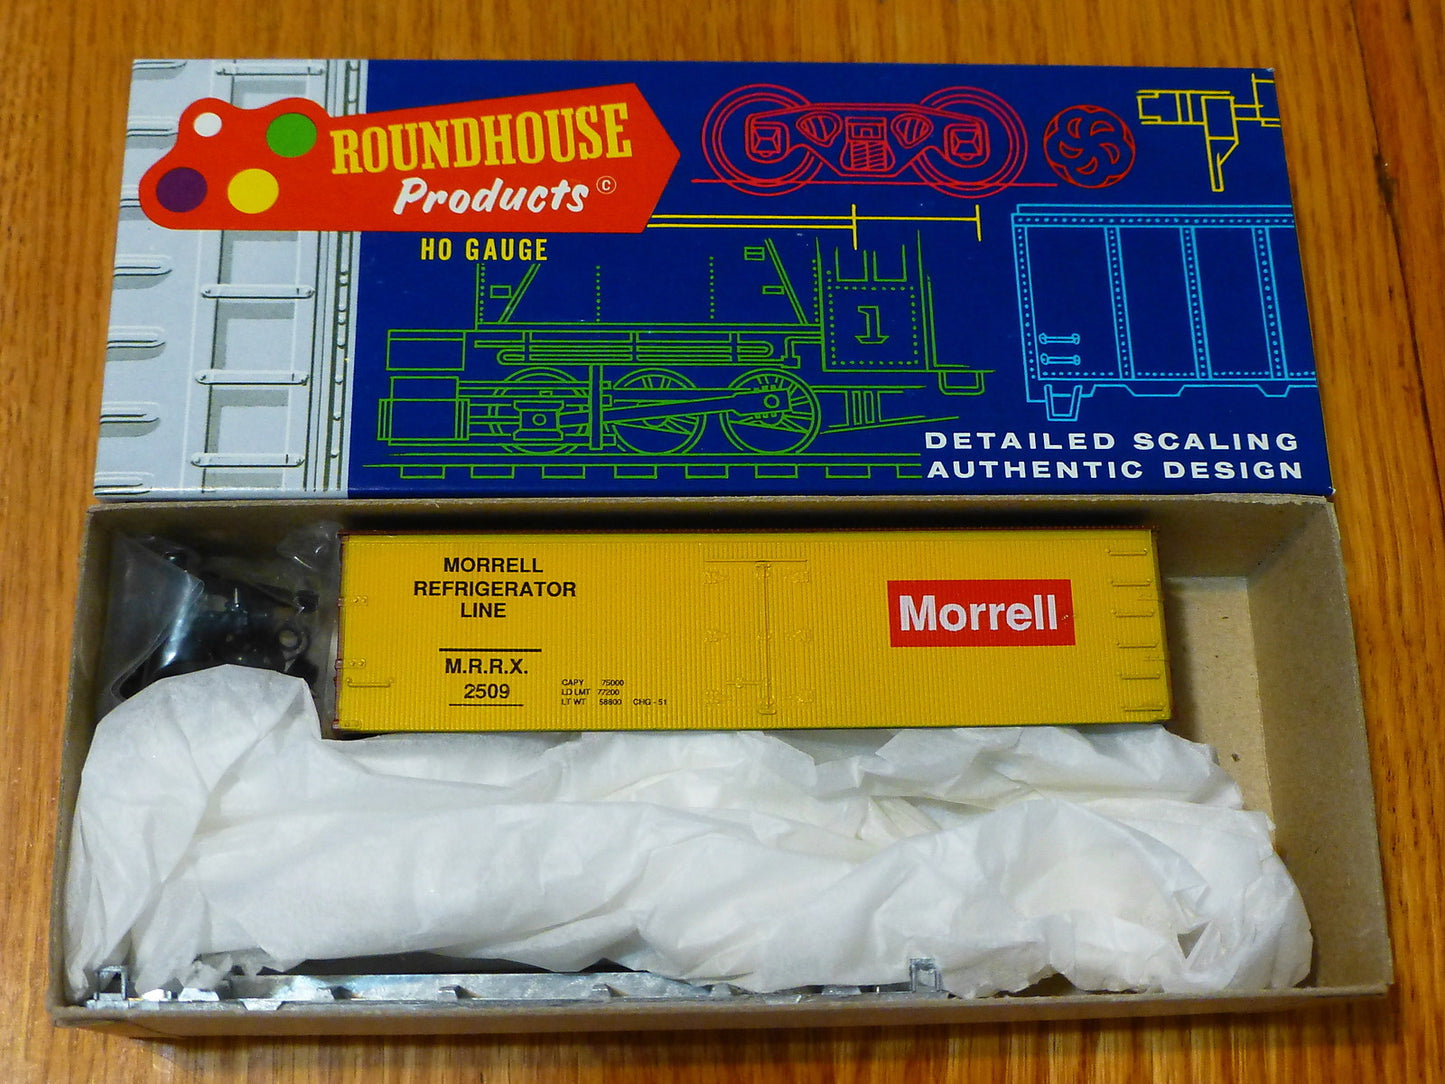 ROUNDHOUSE
Products ©
HO GAUGE
1
DETAILED SCALING
AUTHENTIC DESIGN
MORRELL
REFRIGERATOR
LINE
M.R.R.X.
2509
CAPY 75000
LD LMT 77200
LT WT 58800 CHG - 51
Morrell